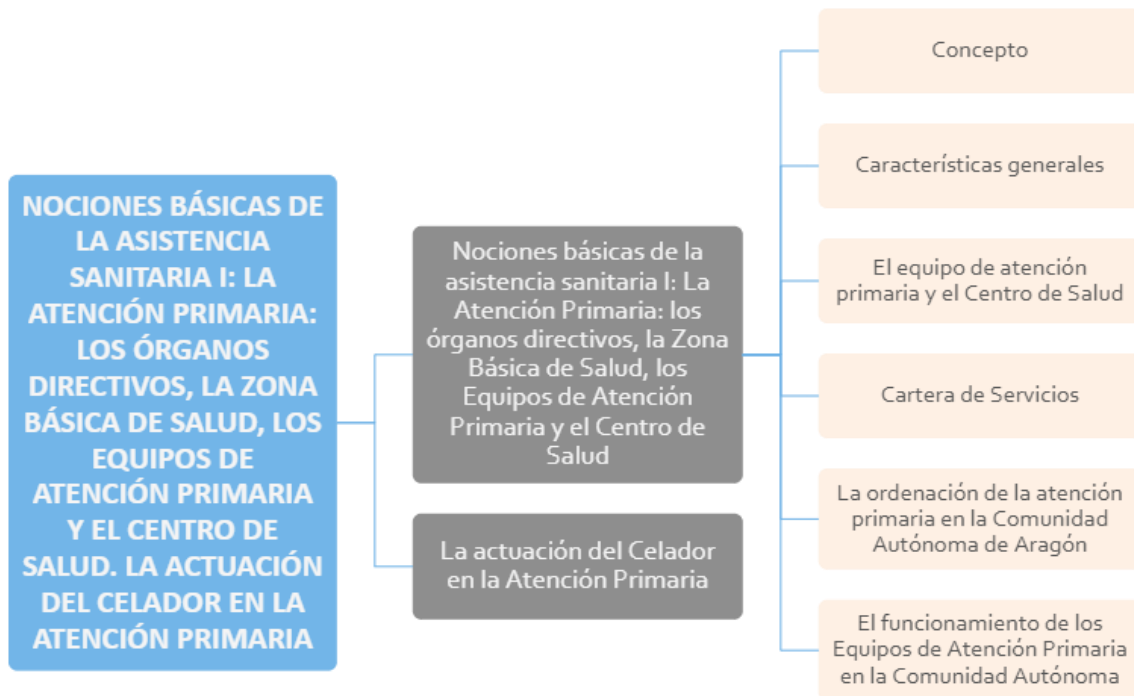 NOCIONES BÁSICAS DE
LA ASISTENCIA
SANITARIA I: LA
ATENCIÓN PRIMARIA:
LOS ÓRGANOS
DIRECTIVOS, LA ZONA
BÁSICA DE SALUD, LOS
EQUIPOS DE
ATENCIÓN PRIMARIA
Y EL CENTRO DE
SALUD. LA ACTUACIÓN
DEL CELADOR EN LA
ATENCIÓN PRIMARIA
Nociones básicas de la
asistencia sanitaria I: La
Atención Primaria: los
órganos directivos, la Zona
Básica de Salud, los
Equipos de Atención
Primaria y el Centro de
Salud
La actuación del Celador
en la Atención Primaria
Concepto
Características generales
El equipo de atención
primaria y el Centro de Salud
Cartera de Servicios
La ordenación de la atención
primaria en la Comunidad
Autónoma de Aragón
El funcionamiento de los
Equipos de Atención Primaria
en la Comunidad Autónoma